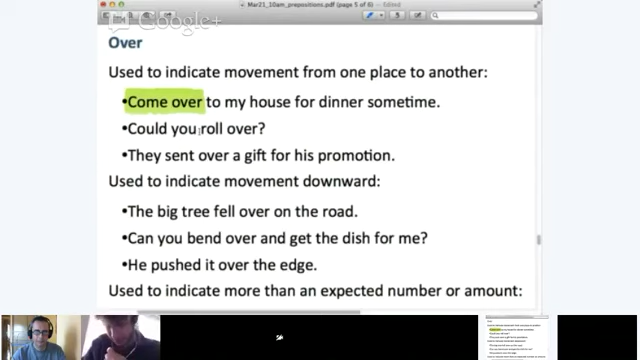 Mar21_10am_prepositions.pdf (page 5 of 8) — Edited
Google+
Over
Used to indicate movement from one place to another:
•Come over to my house for dinner sometime.
•Could you roll over?
•They sent over a gift for his promotion.
Used to indicate movement downward:
•The big tree fell over on the road.
•Can you bend over and get the dish for me?
•He pushed it over the edge.
Used to indicate more than an expected number or amount: